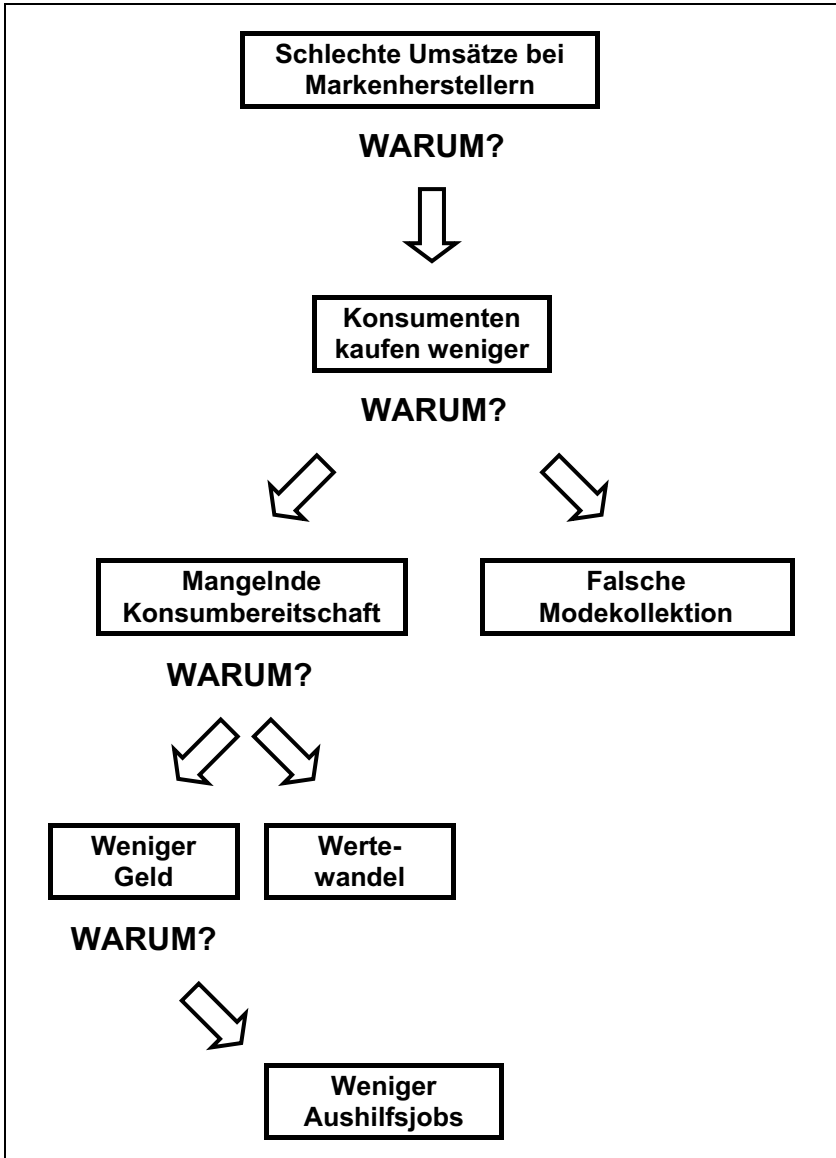 Schlechte Umsätze bei
Markenherstellern
WARUM?
Konsumenten
kaufen weniger
WARUM?
Mangelnde
Konsumbereitschaft
Falsche
Modekollektion
WARUM?
Weniger
Geld
Werte-
wandel
WARUM?
Weniger
Aushilfsjobs